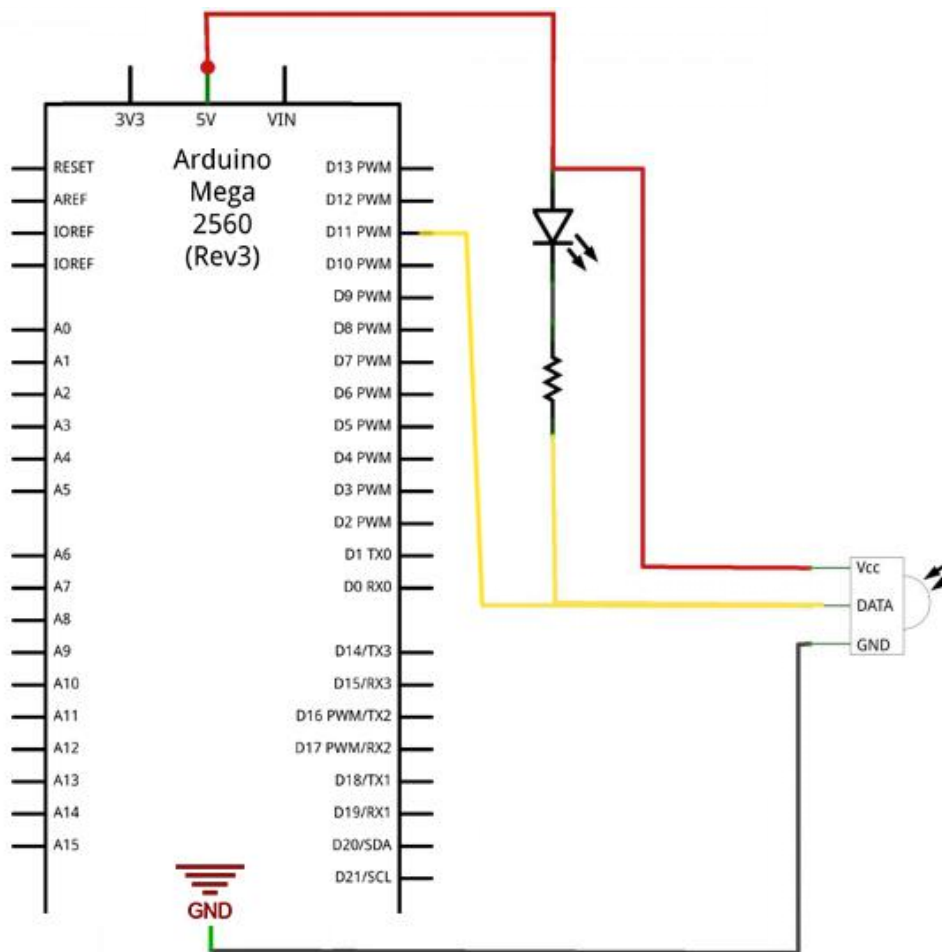 3V3
5V
VIN
Arduino
Mega
2560
(Rev3)
RESET
AREF
IOREF
IOREF
A0
A1
A2
A3
A4
A5
A6
A7
A8
A9
A10
A11
A12
A13
A14
A15
D13 PWM
D12 PWM
D11 PWM
D10 PWM
D9 PWM
D8 PWM
D7 PWM
D6 PWM
D5 PWM
D4 PWM
D3 PWM
D2 PWM
D1 TX0
D0 RX0
D14/TX3
D15/RX3
D16 PWM/TX2
D17 PWM/RX2
D18/TX1
D19/RX1
D20/SDA
D21/SCL
GND
Vcc
DATA
GND